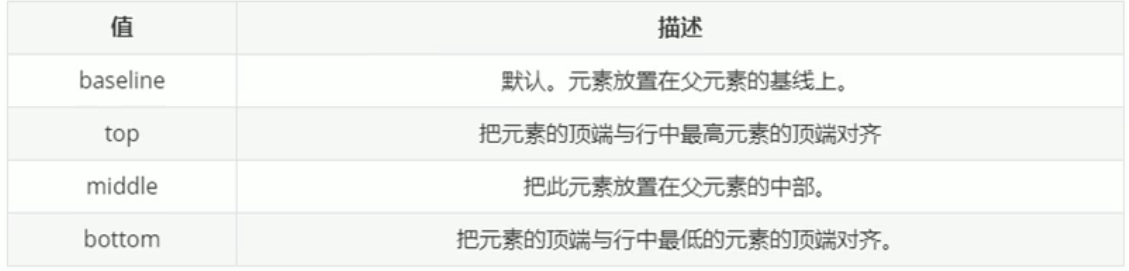 值 描述
baseline 默认。元素放置在父元素的基线上。
top 把元素的顶端与行中最高元素的顶端对齐
middle 把此元素放置在父元素的中部。
bottom 把元素的顶端与行中最低的元素的顶端对齐。